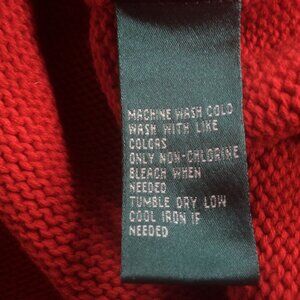 MACHINE WASH COLD
WASH WITH LIKE
COLORS
ONLY NON-CHLORINE
BLEACH WHEN
NEEDED
TUMBLE DRY LOW
COOL IRON IF
NEEDED